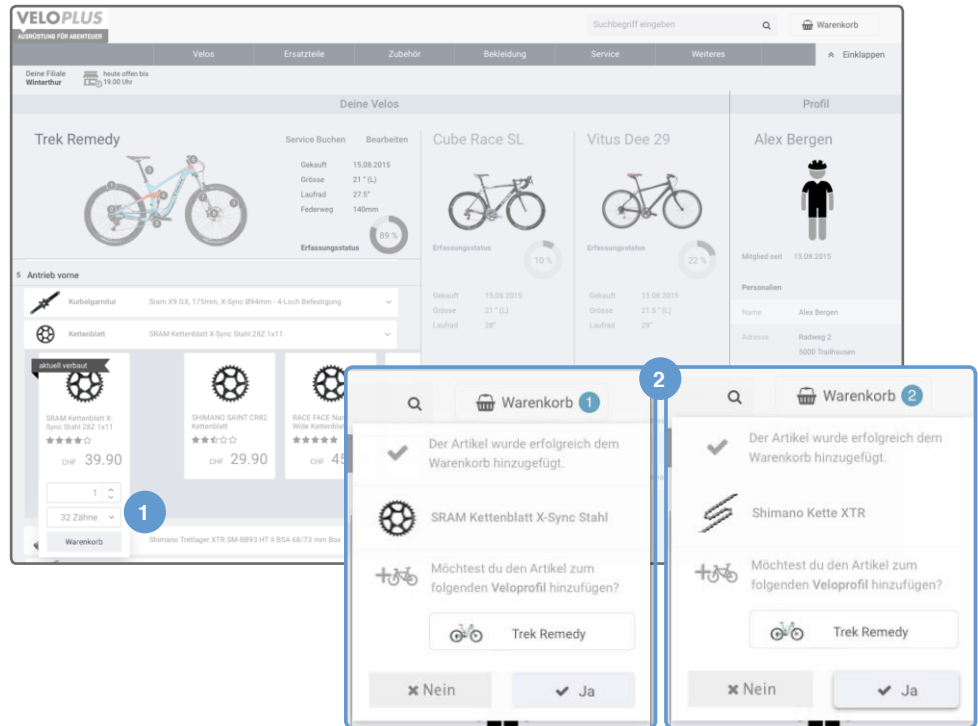 VELOPLUS
AUSRÜSTUNG FÜR ABENTEUER
Suchbegriff eingeben
Warenkorb
Velos Ersatzteile Zubehör Bekleidung Service Weiteres Einklappen
Deine Filiale heute offen bis
Winterthur 19.00 Uhr
Deine Velos Profil
Trek Remedy
Service Buchen Bearbeiten
Gekauft 15.08.2015
Grösse 21 "(L)
Laufrad 27.5"
Federweg 140mm
Erfassungsstatus 89 %
Cube Race SL
Erfassungsstatus
10 %
Gekauft 15.08.2015
Grösse 21 "(L)
Laufrad 28"
Vitus Dee 29
Erfassungsstatus
22 %
Gekauft 15.08.2015
Grösse 21.5 "(L)
Laufrad 29"
Alex Bergen
Mitglied seit 15.08.2015
Personalien
Name Alex Bergen
Adresse Radweg 2
5000 Trailhausen
5 Antrieb vorne
Kurbelgarnitur Sram X9 GX, 175mm, X-Sync Ø94mm - 4-Loch Befestigung
Kettenblatt SRAM Kettenblatt X-Sync Stahl 28Z 1x11
aktuell verbaut
SRAM Kettenblatt X-
Sync Stahl 28Z 1x11
CHF 39.90
1
32 Zähne
Warenkorb
1
SHIMANO SAINT CR82
Kettenblatt
CHF 29.90
RACE FACE Nar
Wide Kettenblat
CHF 45
Shimano Tretlager XTR SM-BB93 HT II BSA 68/73 mm Box
2
Warenkorb 1
Der Artikel wurde erfolgreich dem
Warenkorb hinzugefügt.
SRAM Kettenblatt X-Sync Stahl
Möchtest du den Artikel zum
folgenden Veloprofil hinzufügen?
Trek Remedy
Nein Ja
Warenkorb 2
Der Artikel wurde erfolgreich dem
Warenkorb hinzugefügt.
Shimano Kette XTR
Möchtest du den Artikel zum
folgenden Veloprofil hinzufügen?
Trek Remedy
Nein Ja